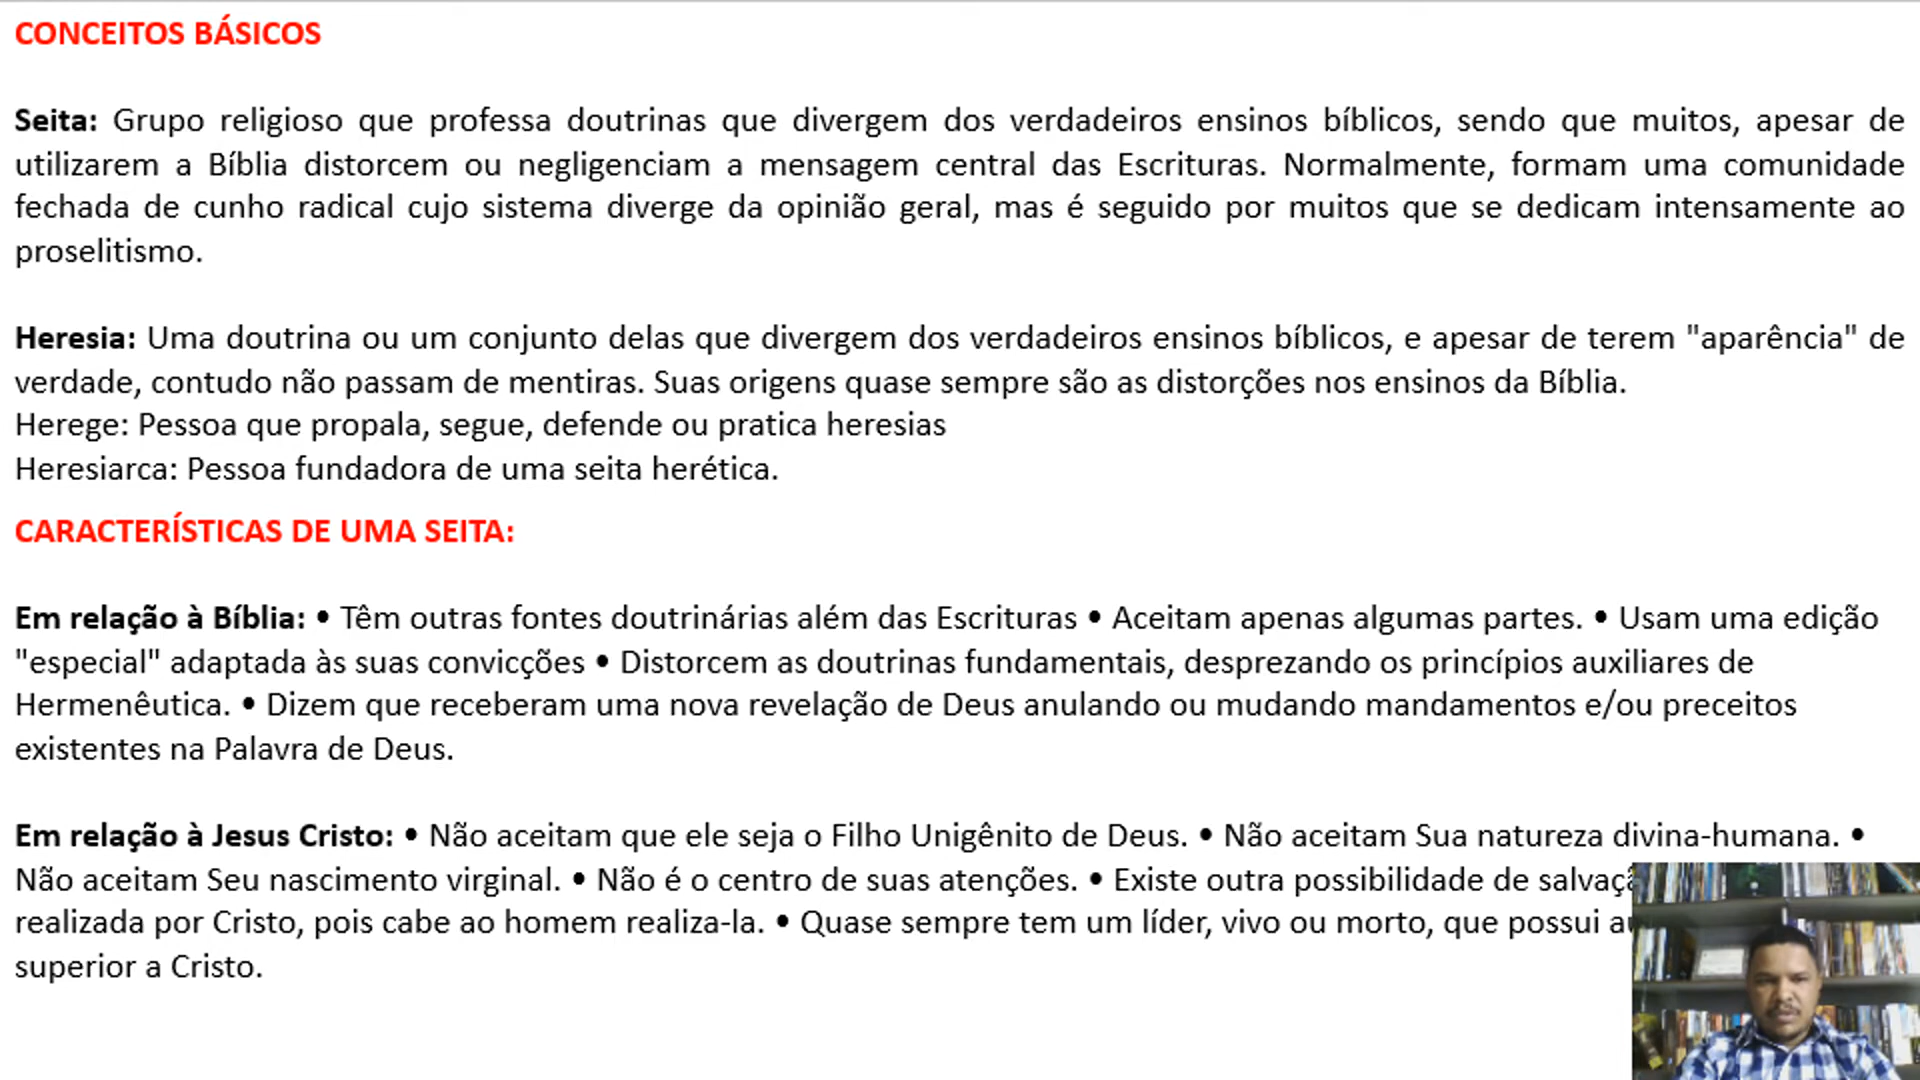 CONCEITOS BÁSICOS
Seita: Grupo religioso que professa doutrinas que divergem dos verdadeiros ensinos bíblicos, sendo que muitos, apesar de
utilizarem a Bíblia distorcem ou negligenciam a mensagem central das Escrituras. Normalmente, formam uma comunidade
fechada de cunho radical cujo sistema diverge da opinião geral, mas é seguido por muitos que se dedicam intensamente ao
proselitismo.
Heresia: Uma doutrina ou um conjunto delas que divergem dos verdadeiros ensinos bíblicos, e apesar de terem "aparência" de
verdade, contudo não passam de mentiras. Suas origens quase sempre são as distorções nos ensinos da Bíblia.
Herege: Pessoa que propala, segue, defende ou pratica heresias
Heresiarca: Pessoa fundadora de uma seita herética.
CARACTERÍSTICAS DE UMA SEITA:
Em relação à Bíblia: • Têm outras fontes doutrinárias além das Escrituras • Aceitam apenas algumas partes. • Usam uma edição
"especial" adaptada às suas convicções • Distorcem as doutrinas fundamentais, desprezando os princípios auxiliares de
Hermenêutica. • Dizem que receberam uma nova revelação de Deus anulando ou mudando mandamentos e/ou preceitos
existentes na Palavra de Deus.
Em relação à Jesus Cristo: • Não aceitam que ele seja o Filho Unigênito de Deus. • Não aceitam Sua natureza divina-humana. •
Não aceitam Seu nascimento virginal. • Não é o centro de suas atenções. • Existe outra possibilidade de
realizada por Cristo, pois cabe ao homem realiza-la. • Quase sempre tem um líder, vivo ou morto, que possui
superior a Cristo.